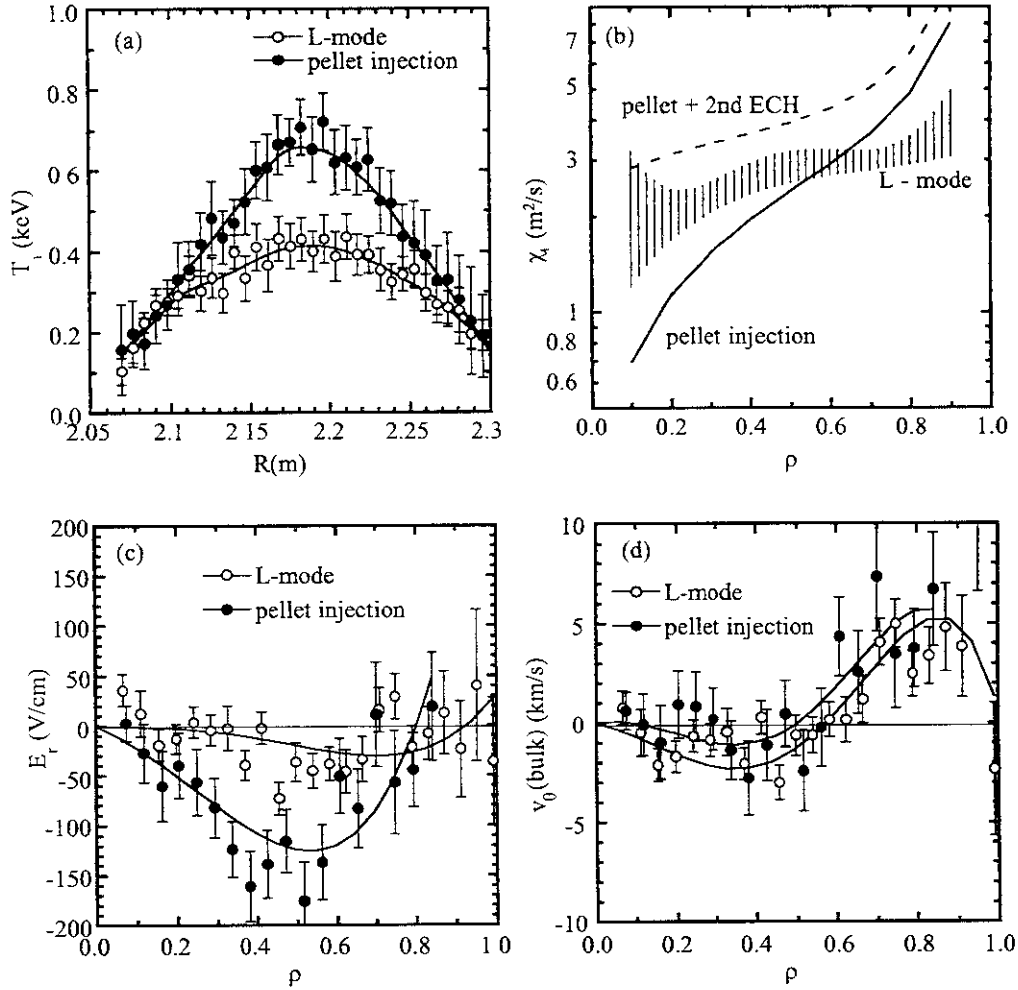 (a)
L-mode
pellet injection
1.0
0.8
0.6
0.4
0.2
0.0
T_i (keV)
2.05
2.1
2.15
2.2
2.25
2.3
R(m)
(b)
pellet + 2nd ECH
L - mode
pellet injection
7
5
3
1
0.8
0.6
χ_i (m²/s)
0.0
0.2
0.4
0.6
0.8
1.0
ρ
(c)
L-mode
pellet injection
200
150
100
50
0
-50
-100
-150
-200
E_r (V/cm)
0.0
0.2
0.4
0.6
0.8
1.0
ρ
(d)
L-mode
pellet injection
10
5
0
-5
-10
v_θ(bulk) (km/s)
0.0
0.2
0.4
0.6
0.8
1.0
ρ